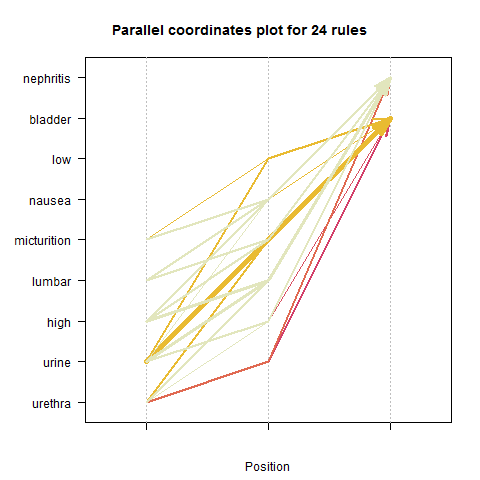 Parallel coordinates plot for 24 rules
nephritis
bladder
low
nausea
micturition
lumbar
high
urine
urethra
Position